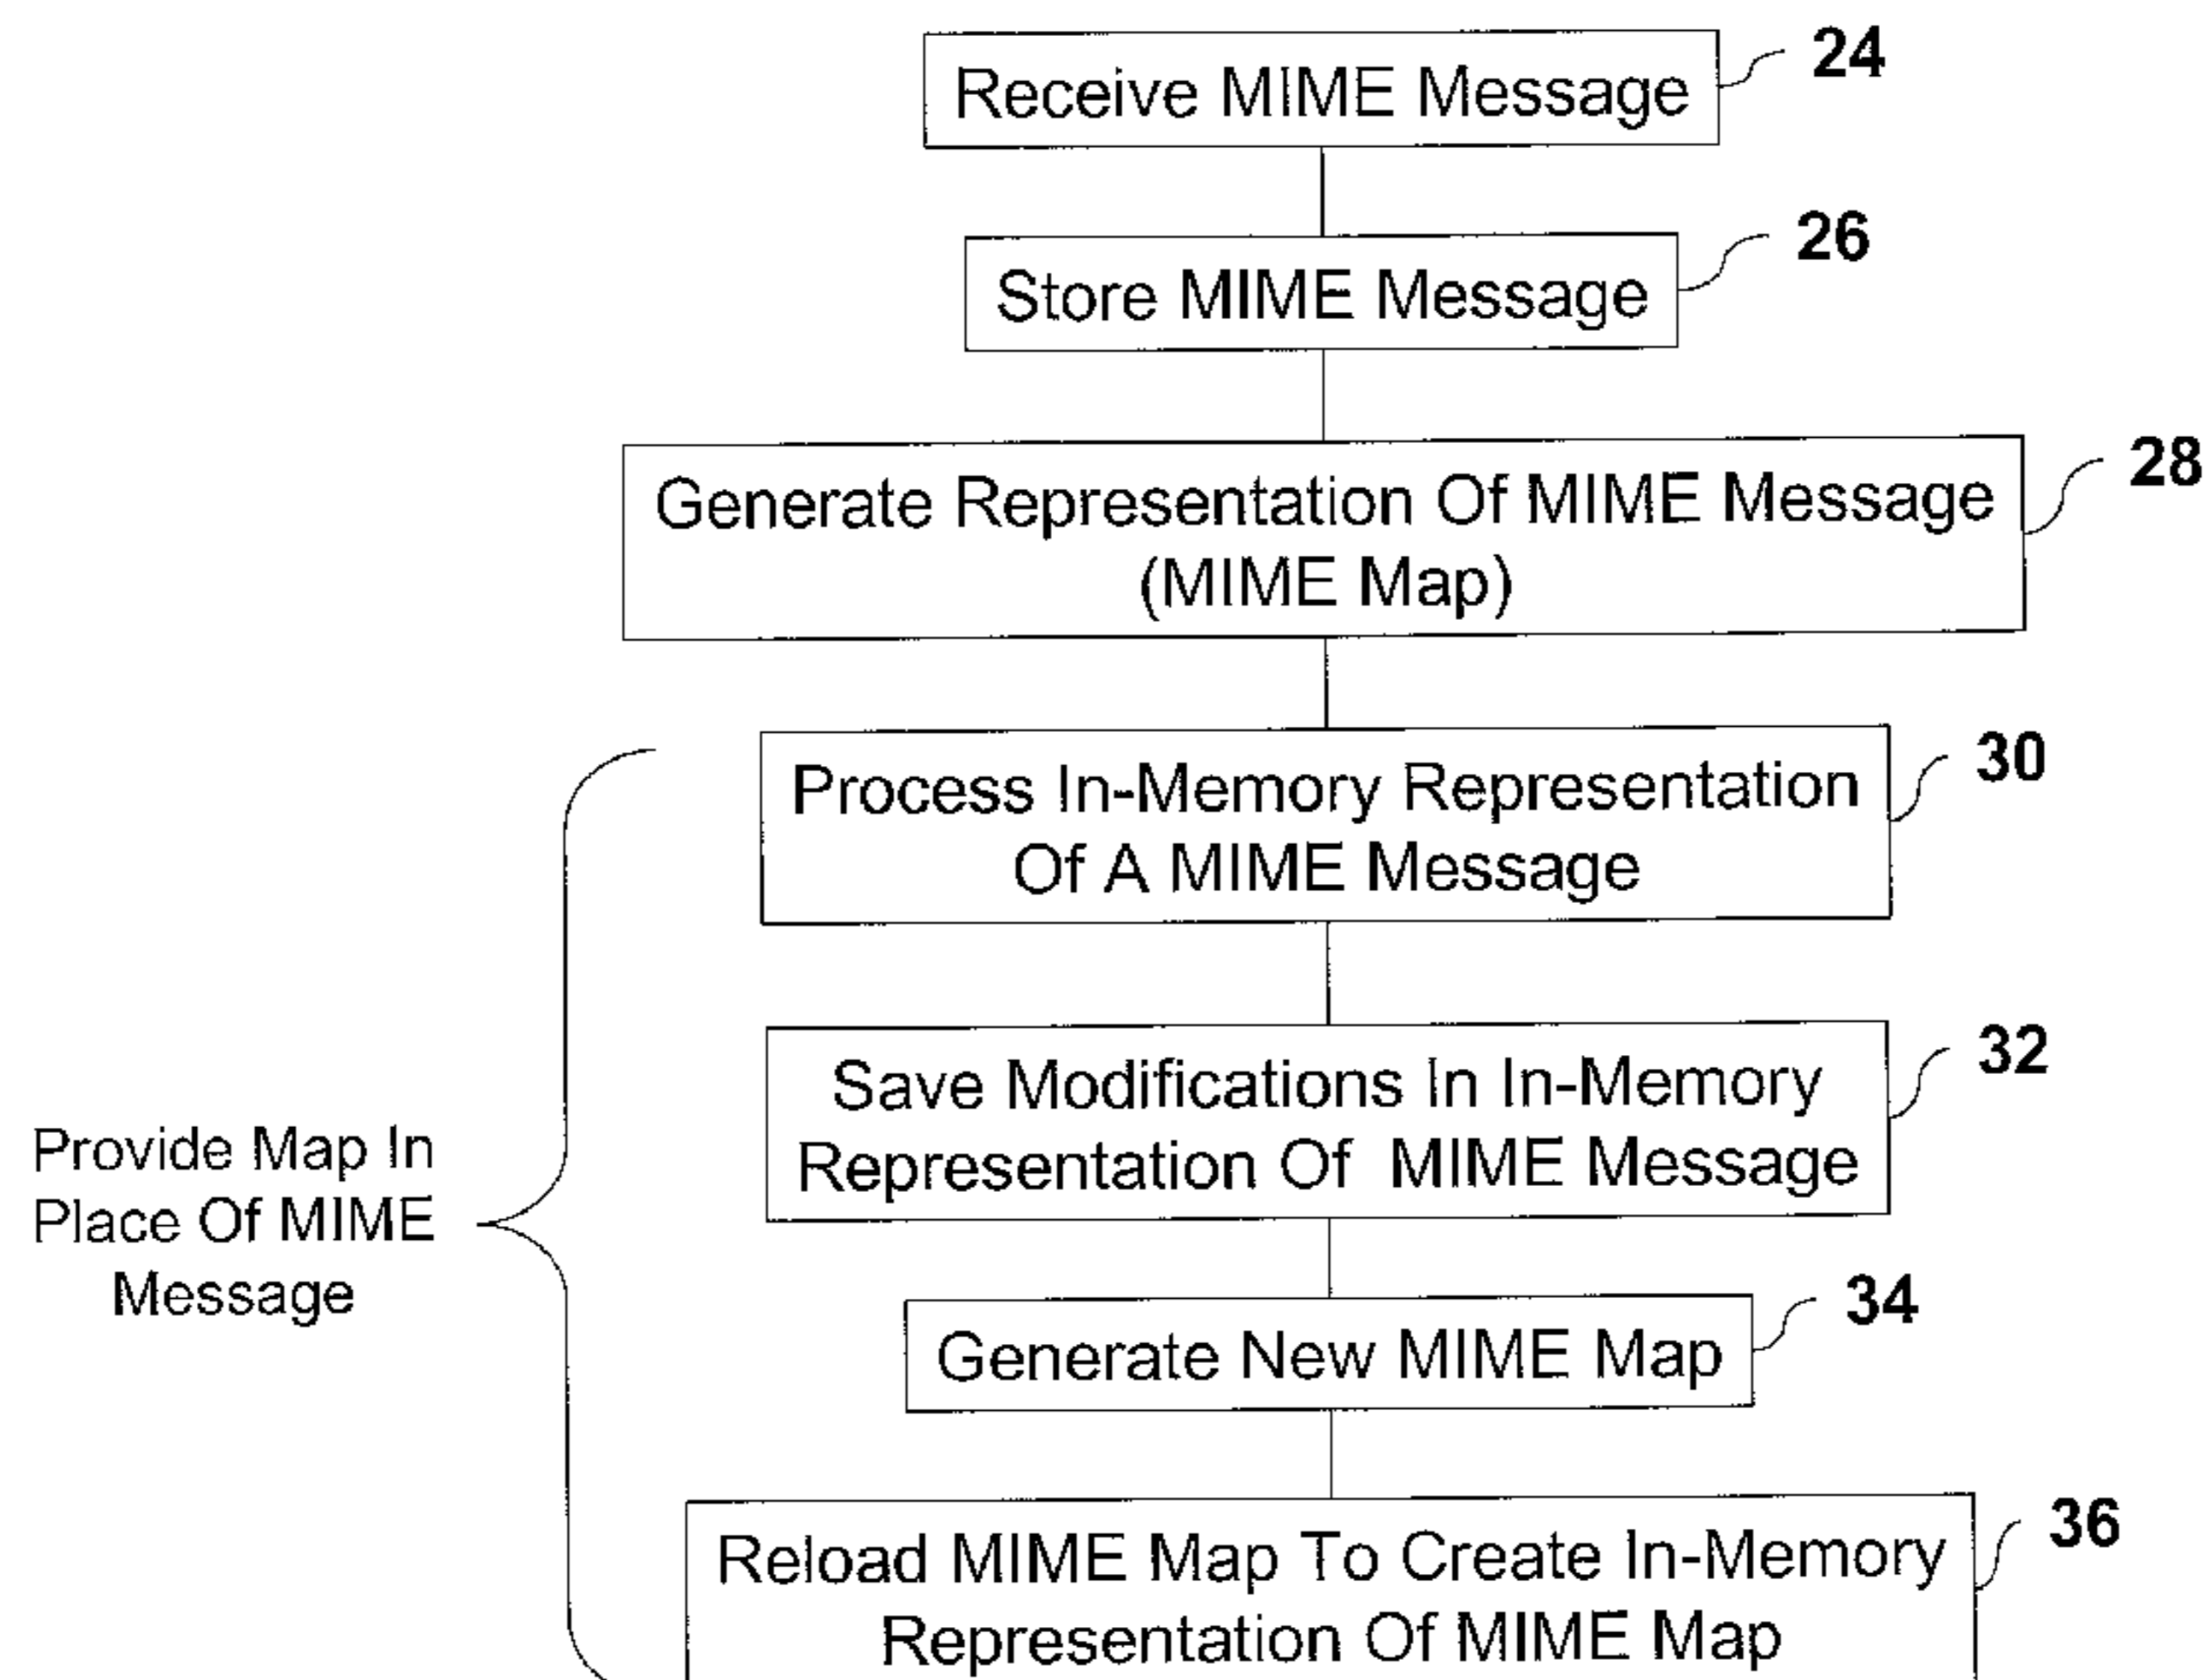 Receive MIME Message
24
Store MIME Message
26
Generate Representation Of MIME Message
(MIME Map)
28
Process In-Memory Representation
Of A MIME Message
30
Save Modifications In In-Memory
Representation Of MIME Message
32
Provide Map In
Place Of MIME
Message
Generate New MIME Map
34
Reload MIME Map To Create In-Memory
Representation Of MIME Map
36